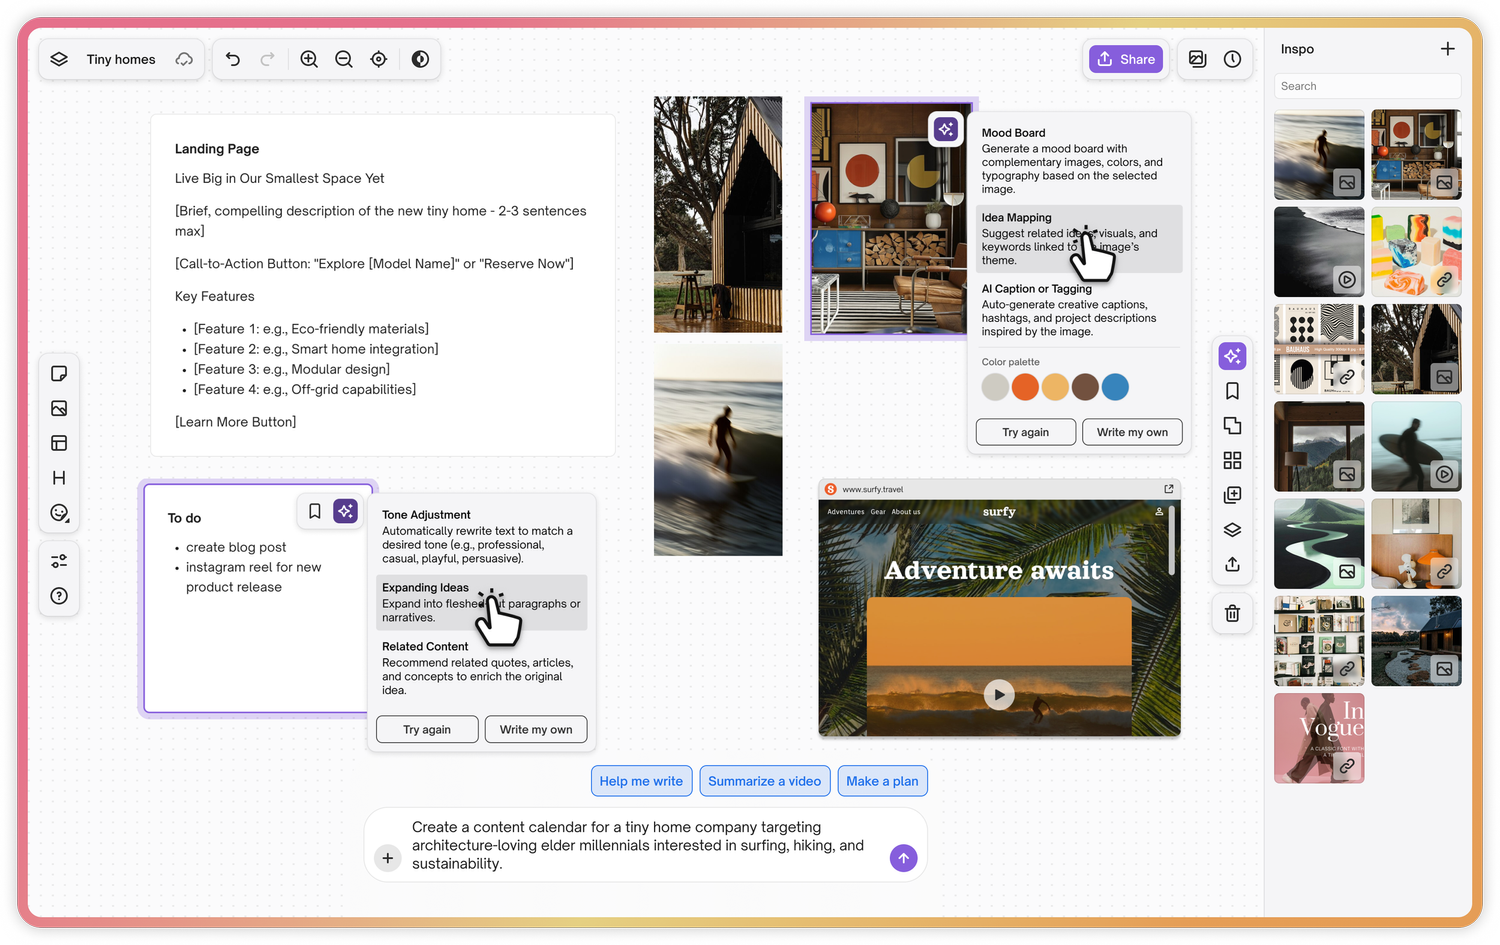 Tiny homes
Share
Inspo
Search
Landing Page
Live Big in Our Smallest Space Yet
[Brief, compelling description of the new tiny home - 2-3 sentences
max]
[Call-to-Action Button: "Explore [Model Name]" or "Reserve Now"]
Key Features
• [Feature 1: e.g., Eco-friendly materials]
• [Feature 2: e.g., Smart home integration]
• [Feature 3: e.g., Modular design]
• [Feature 4: e.g., Off-grid capabilities]
[Learn More Button]
Mood Board
Generate a mood board with
complementary images, colors, and
typography based on the selected
image.
Idea Mapping
Suggest related visuals, and
keywords linked to image's
theme.
AI Caption or Tagging
Auto-generate creative captions,
hashtags, and project descriptions
inspired by the image.
Color palette
Try again
Write my own
H
To do
• create blog post
• instagram reel for new
product release
Tone Adjustment
Automatically rewrite text to match a
desired tone (e.g., professional,
casual, playful, persuasive).
Expanding Ideas
Expand into fleshed paragraphs or
narratives.
Related Content
Recommend related quotes, articles,
and concepts to enrich the original
idea.
Try again
Write my own
S
www.surfy.travel
Adventures Gear About us
surfy
Adventure awaits
BAUHAUS
In
Vogue
A CLASSIC FONT WITH
Help me write
Summarize a video
Make a plan
Create a content calendar for a tiny home company targeting
architecture-loving elder millennials interested in surfing, hiking, and
sustainability.